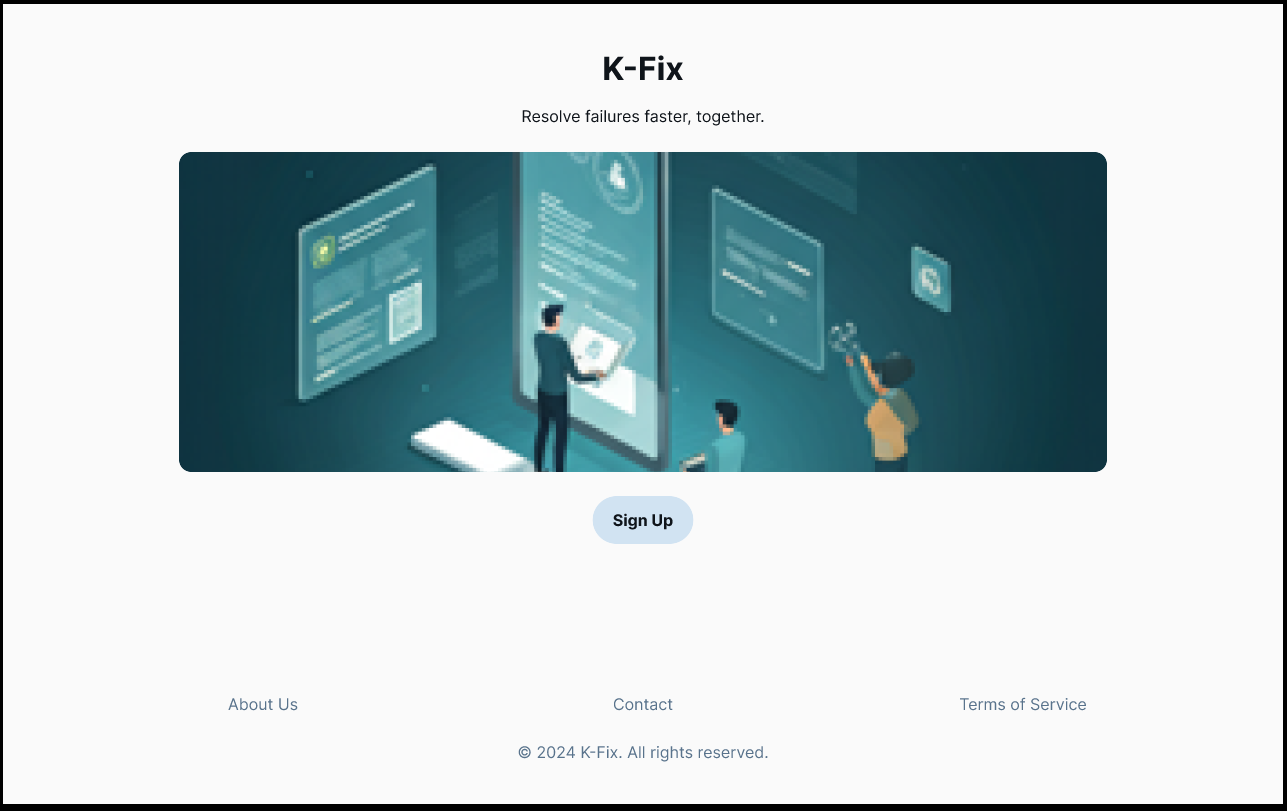 K-Fix
Resolve failures faster, together.
Sign Up
About Us
Contact
Terms of Service
© 2024 K-Fix. All rights reserved.